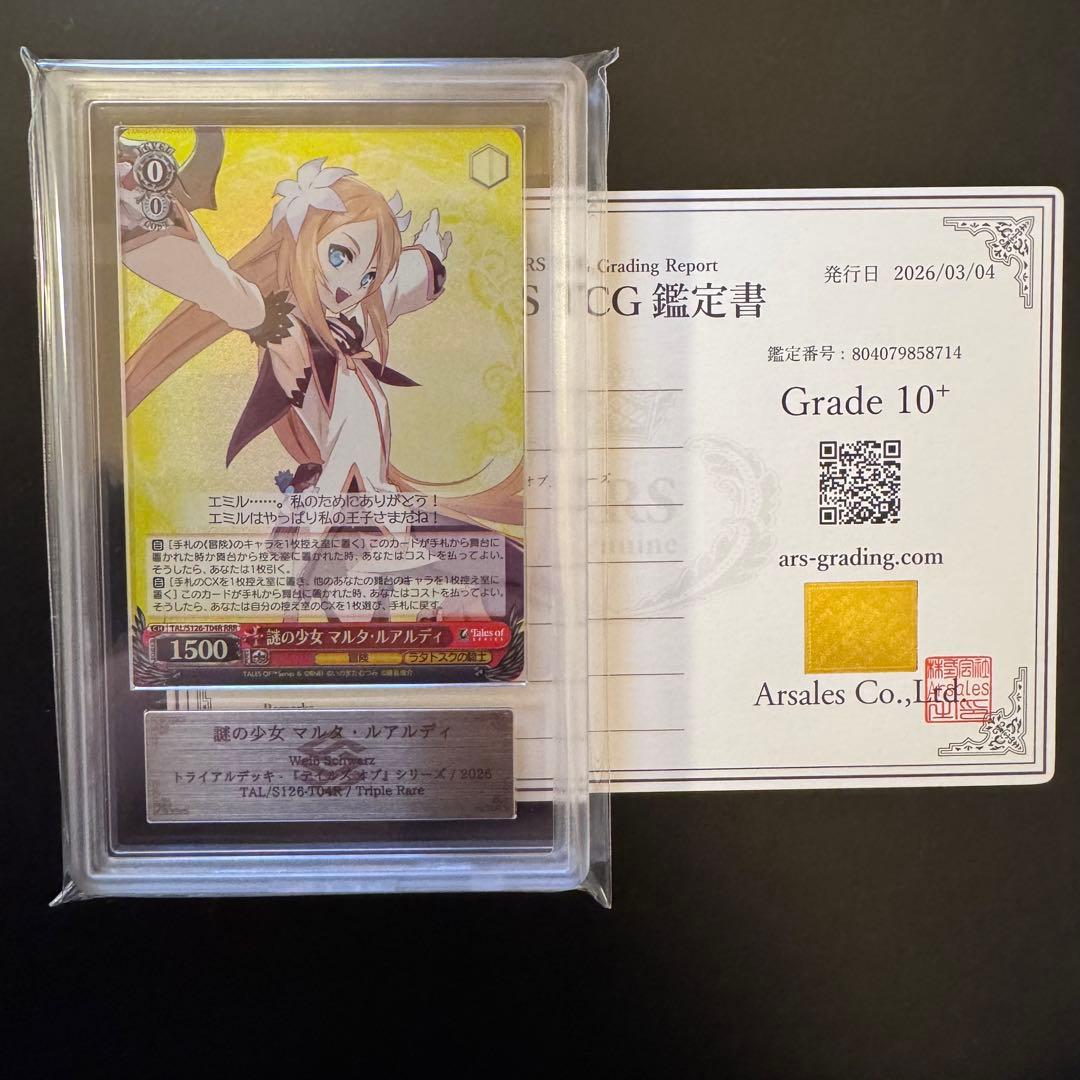 LEVEL
0
0
COST
エミル……。私のためにありがとう！
エミルはやっぱり私の王子さまだね！
自 [手札の《冒険》のキャラを1枚控え室に置く] このカードが手札から舞台に
置かれた時か舞台から控え室に置かれた時、あなたはコストを払ってよい。
そうしたら、あなたは1枚引く。
自 [手札のCXを1枚控え室に置き、他のあなたの舞台のキャラを1枚控え室に
置く] このカードが手札から舞台に置かれた時、あなたはコストを払ってよい。
そうしたら、あなたは自分の控え室のCXを1枚選び、手札に戻す。
TAL/S126-T04R RRR
1500
謎の少女 マルタ・ルアルディ
Tales of
SERIES
冒険
ラタトスクの騎士
謎の少女 マルタ・ルアルディ
Weiß Schwarz
トライアルデッキ - 『テイルズ オブ』シリーズ / 2026
TAL/S126-T04R / Triple Rare
Grading Report
発行日 2026/03/04
TCG 鑑定書
鑑定番号 : 804079858714
Grade 10+
ars-grading.com
Arsales Co.,Ltd.
株式会社
Arsales
Remarks